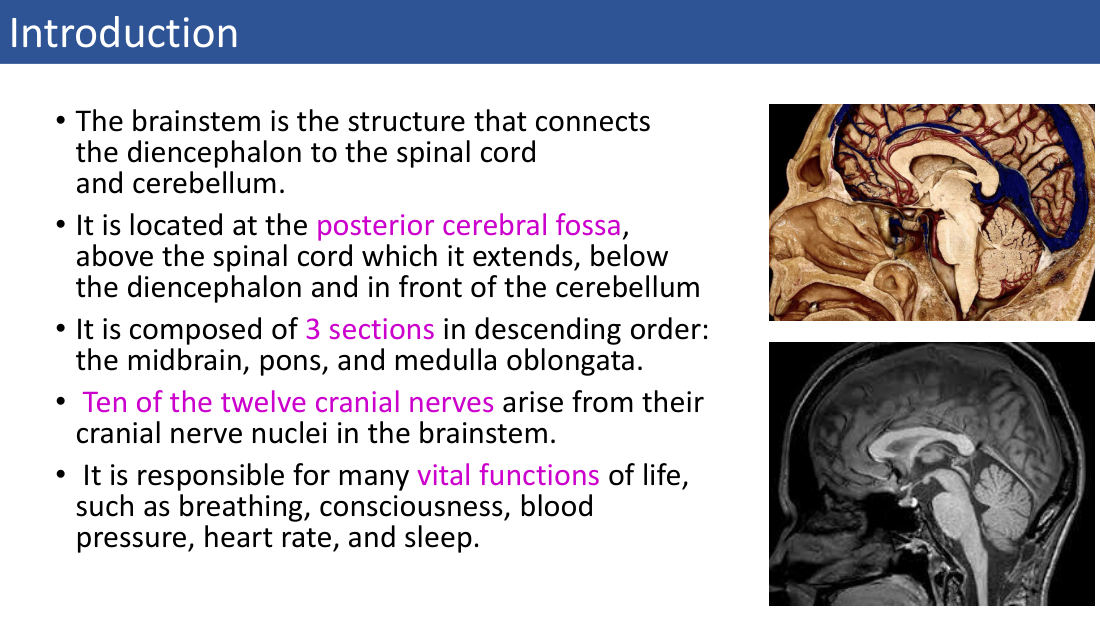 Introduction
• The brainstem is the structure that connects
the diencephalon to the spinal cord
and cerebellum.
• It is located at the posterior cerebral fossa,
above the spinal cord which it extends, below
the diencephalon and in front of the cerebellum
• It is composed of 3 sections in descending order:
the midbrain, pons, and medulla oblongata.
• Ten of the twelve cranial nerves arise from their
cranial nerve nuclei in the brainstem.
• It is responsible for many vital functions of life,
such as breathing, consciousness, blood
pressure, heart rate, and sleep.